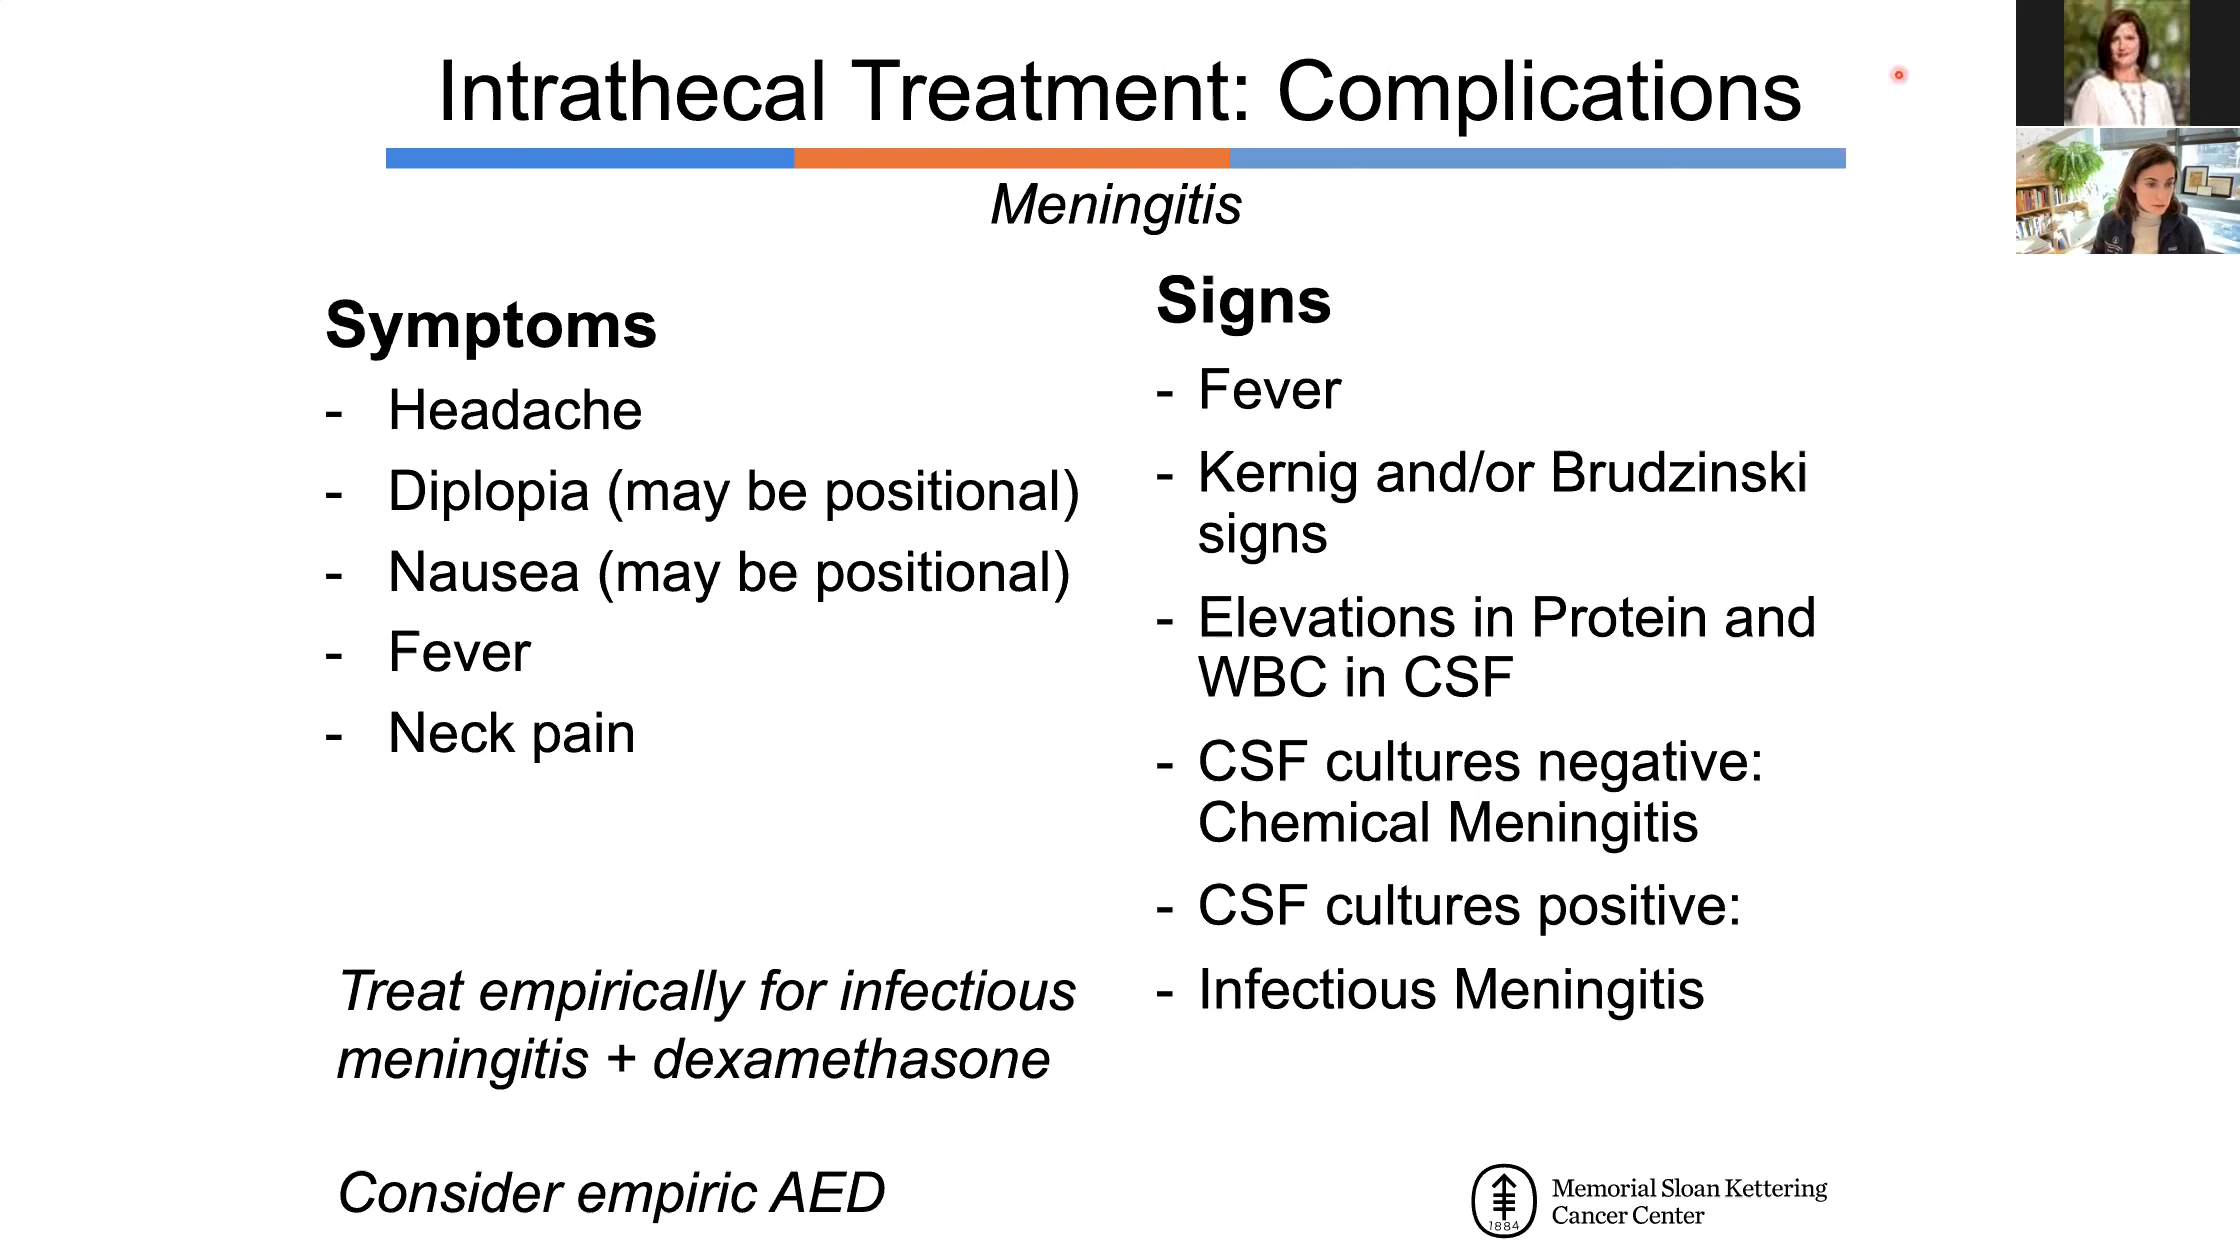 Intrathecal Treatment: Complications
Meningitis
Symptoms
- Headache
- Diplopia (may be positional)
- Nausea (may be positional)
- Fever
- Neck pain
Treat empirically for infectious
meningitis + dexamethasone
Consider empiric AED
Signs
- Fever
- Kernig and/or Brudzinski
signs
- Elevations in Protein and
WBC in CSF
- CSF cultures negative:
Chemical Meningitis
- CSF cultures positive:
- Infectious Meningitis
1884
Memorial Sloan Kettering
Cancer Center